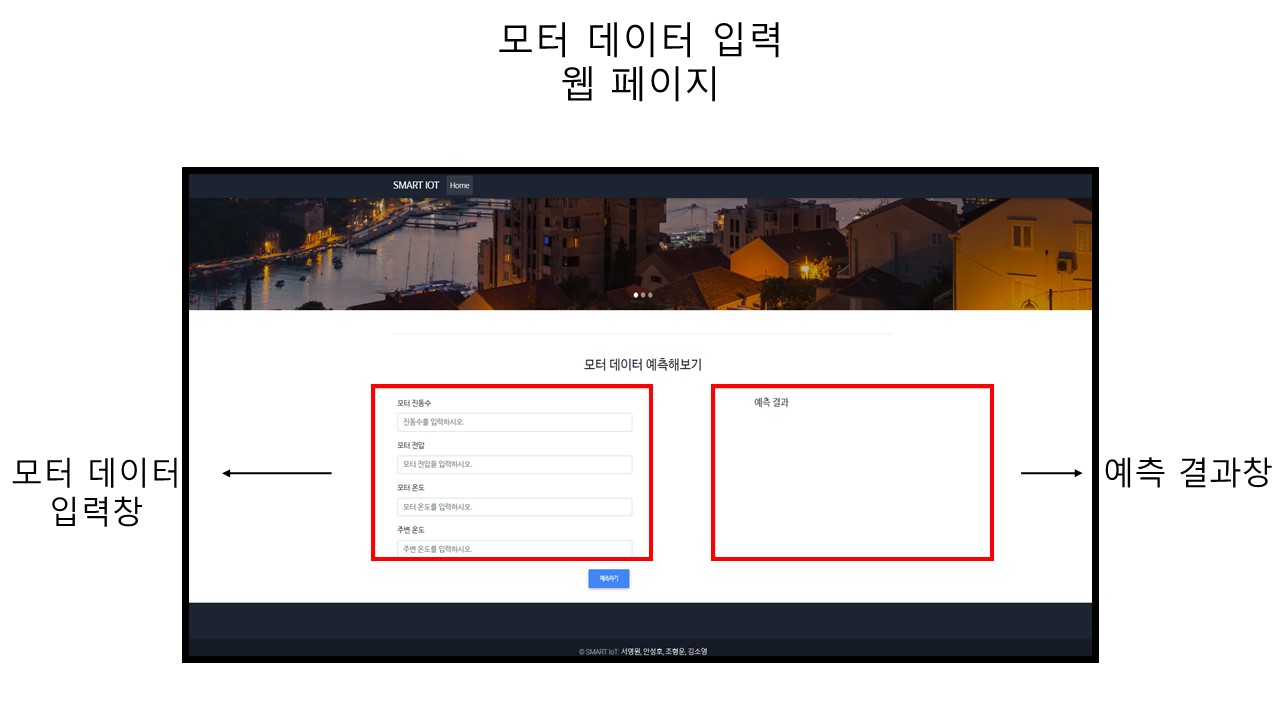 모터 데이터 입력
웹 페이지
SMART IOT Home
모터 데이터 예측해보기
모터 진동수
진동수를 입력하시오.
모터 전압
모터 전압을 입력하시오.
모터 온도
모터 온도를 입력하시오.
주변 온도
주변 온도를 입력하시오.
예측 결과
예측하기
모터 데이터
입력창
예측 결과창
© SMART IoT: 서명원, 안성호, 조형운, 김소영